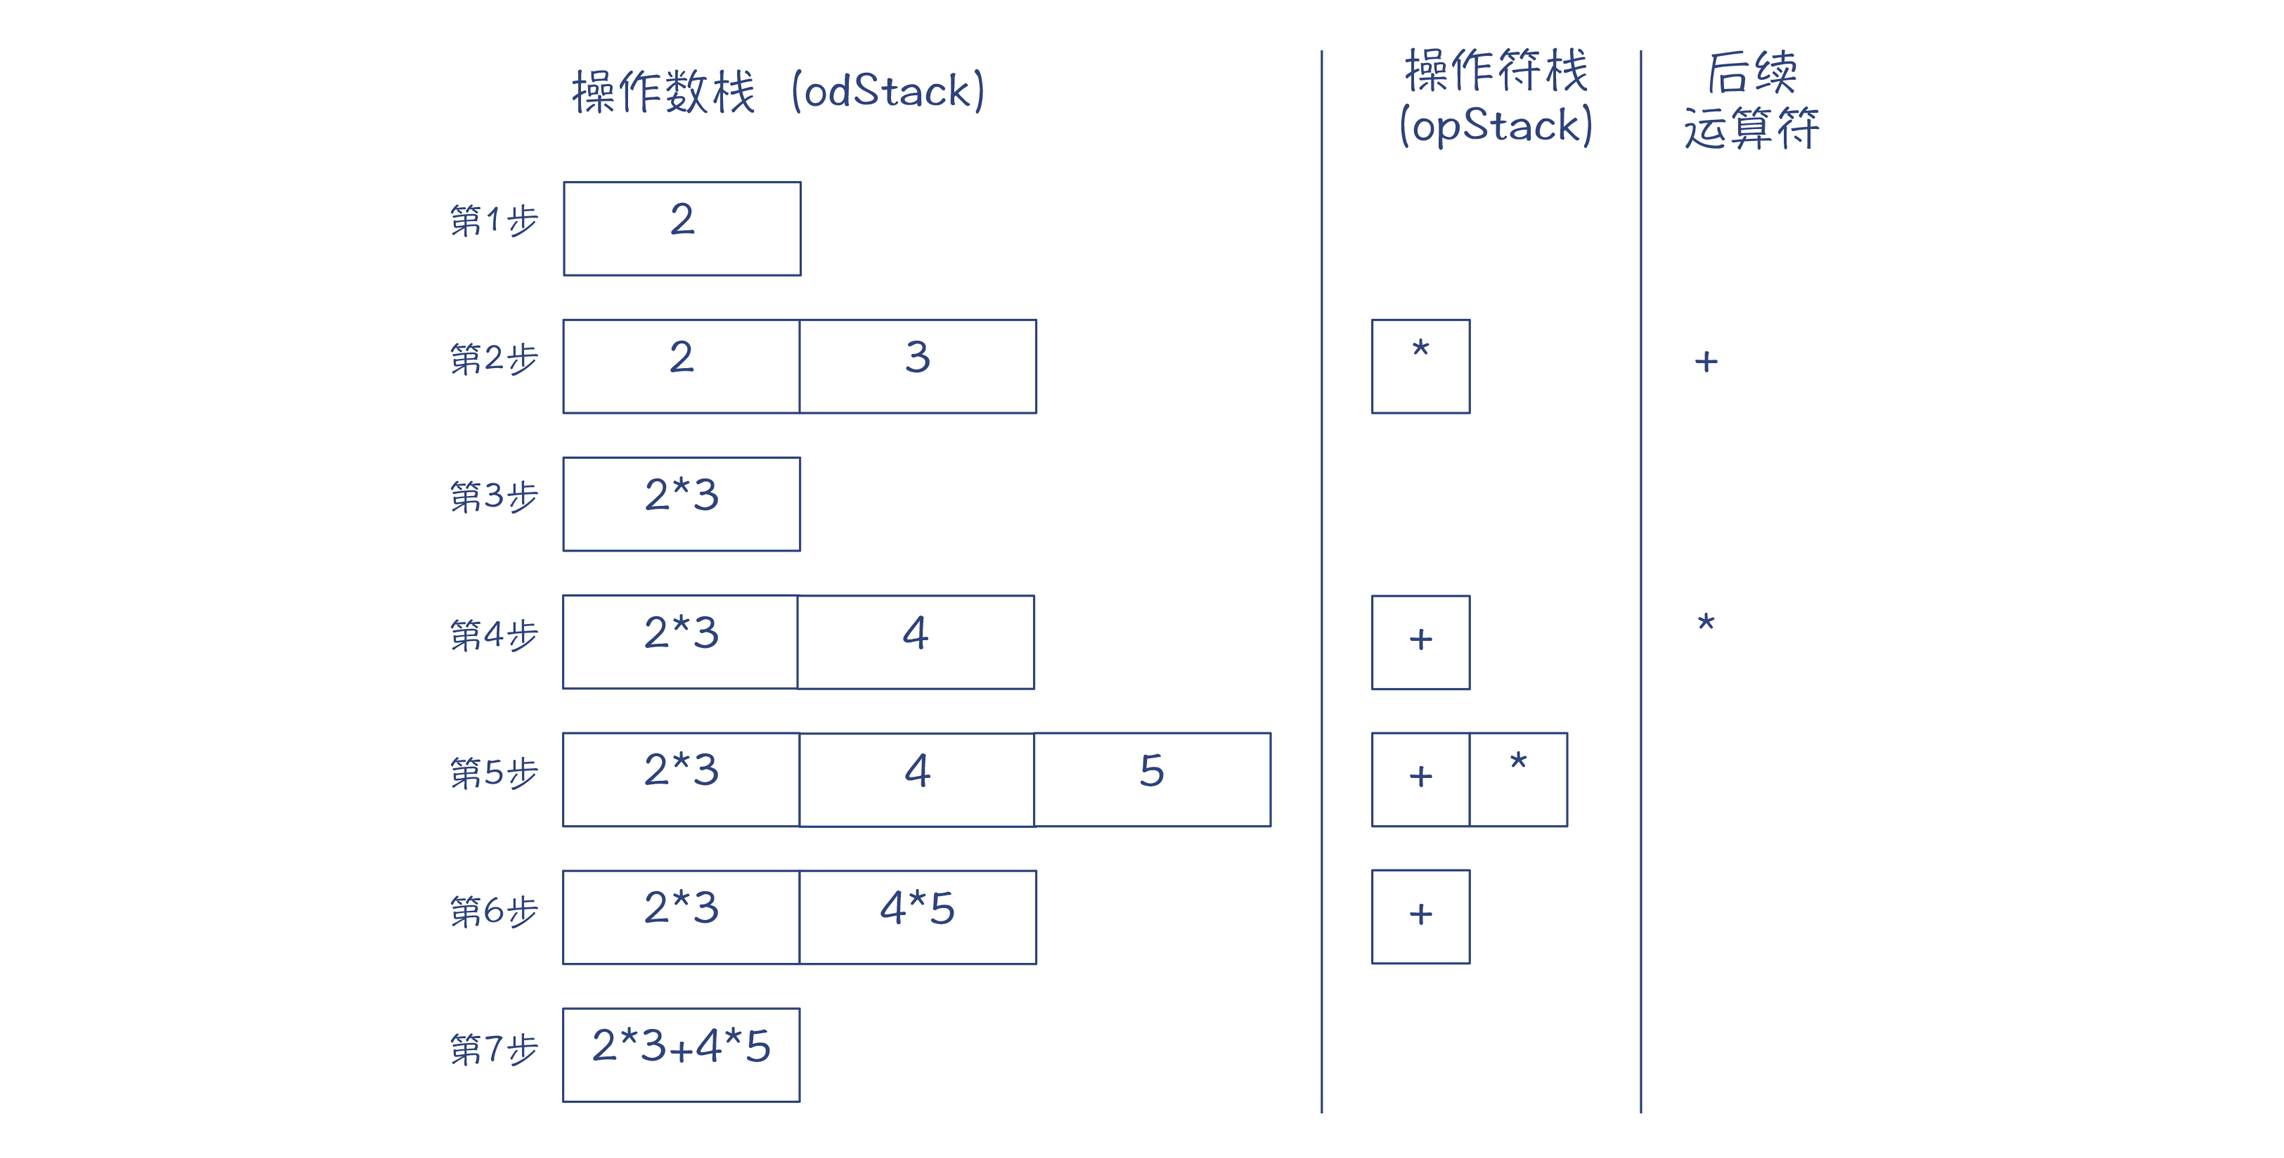 操作数栈 (odStack)
操作符栈
(opStack)
后续
运算符
第1步 2
第2步 2 3 * +
第3步 2*3
第4步 2*3 4 + *
第5步 2*3 4 5 + *
第6步 2*3 4*5 +
第7步 2*3+4*5